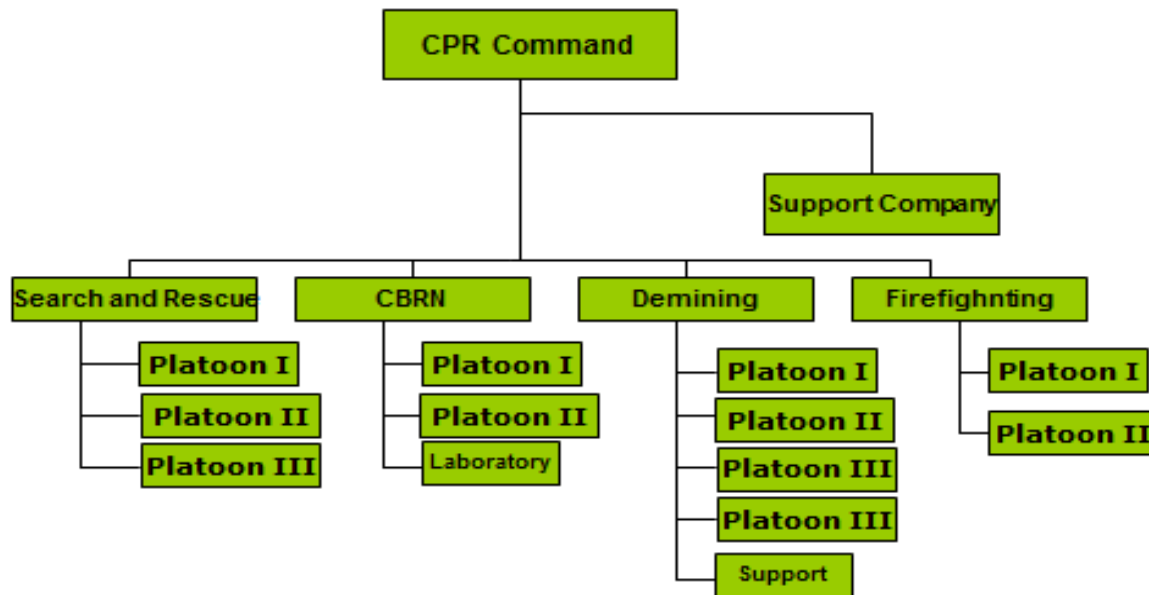 CPR Command
Support Company
Search and Rescue
CBRN
Demining
Firefighnting
Platoon I
Platoon II
Platoon III
Platoon I
Platoon II
Laboratory
Platoon I
Platoon II
Platoon III
Platoon III
Support
Platoon I
Platoon II